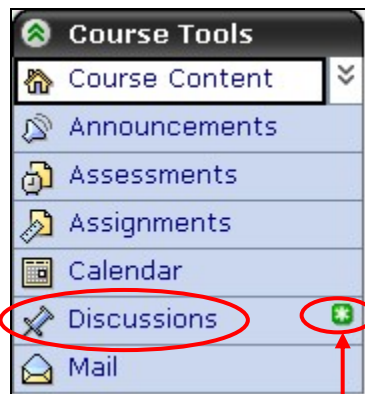 Course Tools
Course Content
Announcements
Assessments
Assignments
Calendar
Discussions
Mail